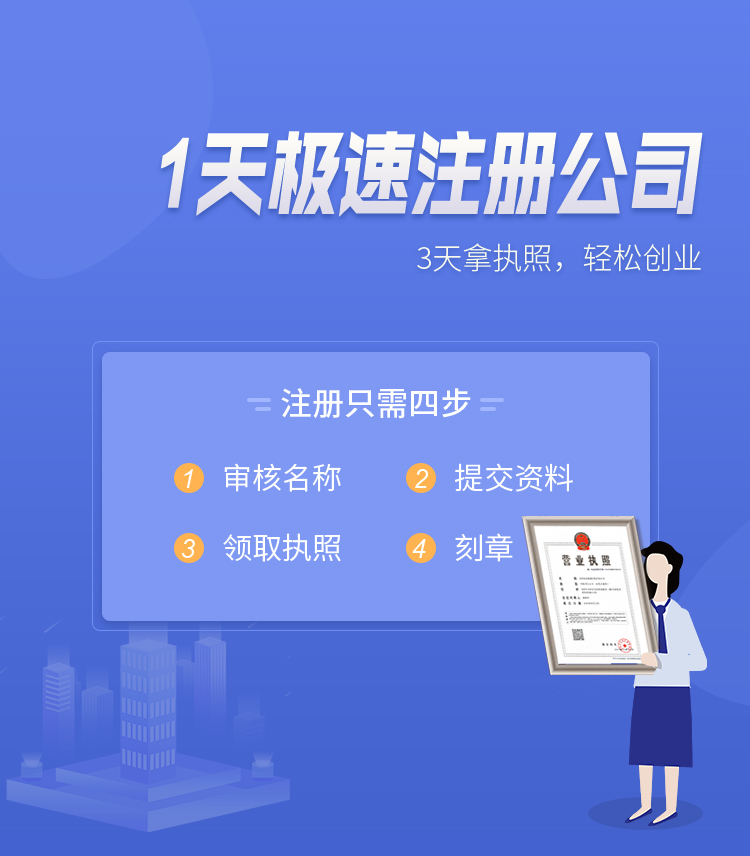 1天极速注册公司
3天拿执照，轻松创业
注册只需四步
1 审核名称
2 提交资料
3 领取执照
4 刻章
营业执照